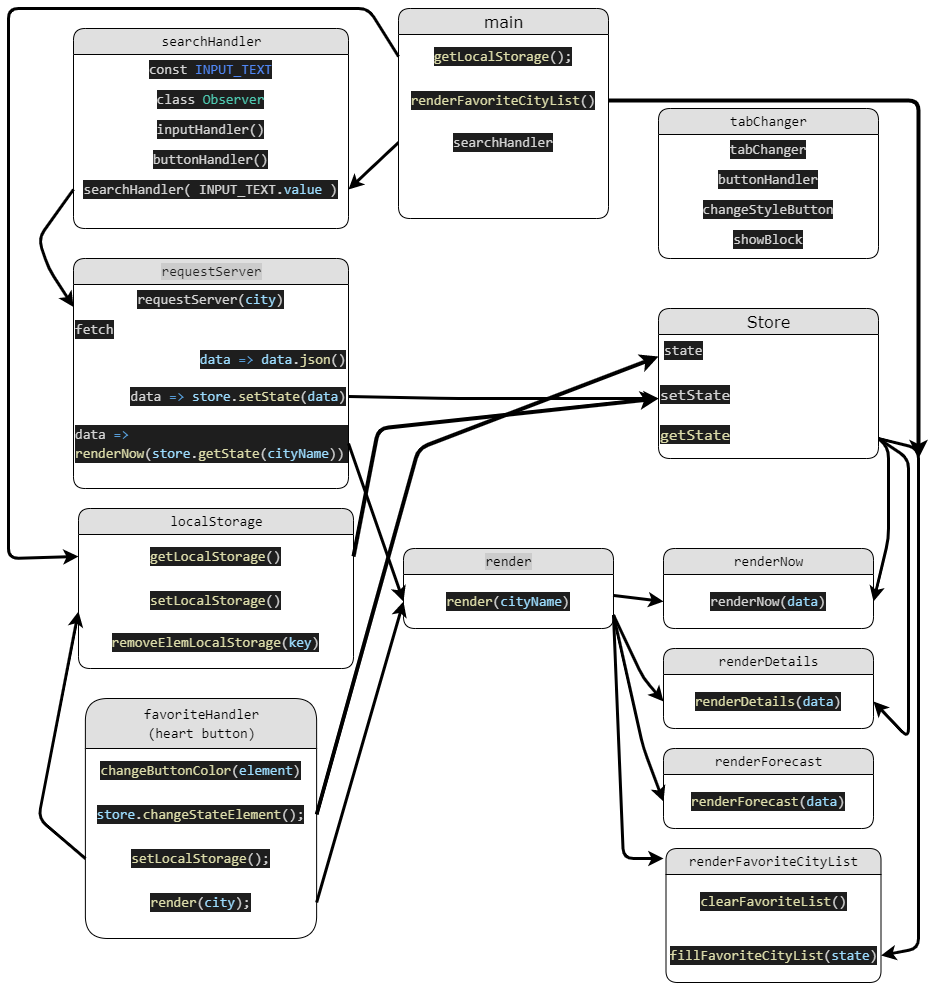 main
getLocalStorage();
renderFavoriteCityList()
searchHandler
searchHandler
const INPUT_TEXT
class Observer
inputHandler()
buttonHandler()
searchHandler( INPUT_TEXT.value )
tabChanger
tabChanger
buttonHandler
changeStyleButton
showBlock
requestServer
requestServer(city)
fetch
data => data.json()
data => store.setState(data)
data =>
renderNow(store.getState(cityName))
Store
state
setState
getState
localStorage
getLocalStorage()
setLocalStorage()
removeElemLocalStorage(key)
render
render(cityName)
renderNow
renderNow(data)
renderDetails
renderDetails(data)
favoriteHandler
(heart button)
changeButtonColor(element)
store.changeStateElement();
setLocalStorage();
render(city);
renderForecast
renderForecast(data)
renderFavoriteCityList
clearFavoriteList()
fillFavoriteCityList(state)